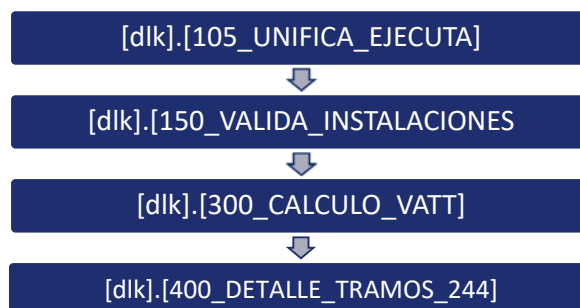 [dlk].[105_UNIFICA_EJECUTA]
[dlk].[150_VALIDA_INSTALACIONES
[dlk].[300_CALCULO_VATT]
[dlk].[400_DETALLE_TRAMOS_244]